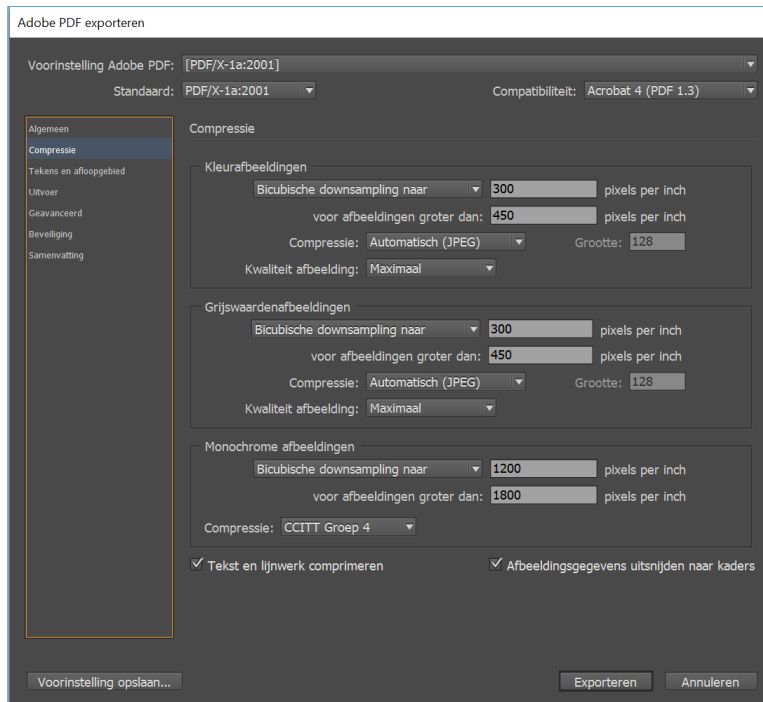 Adobe PDF exporteren
Voorinstelling Adobe PDF: [PDF/X-1a:2001]
Standaard: PDF/X-1a:2001 Compatibiliteit: Acrobat 4 (PDF 1.3)
Algemeen
Compressie
Tekens en afloopgebied
Uitvoer
Geavanceerd
Beveiliging
Samenvatting
Compressie
Kleurafbeeldingen
Bicubische downsampling naar 300 pixels per inch
voor afbeeldingen groter dan: 450 pixels per inch
Compressie: Automatisch (JPEG) Grootte: 128
Kwaliteit afbeelding: Maximaal
Grijswaardenafbeeldingen
Bicubische downsampling naar 300 pixels per inch
voor afbeeldingen groter dan: 450 pixels per inch
Compressie: Automatisch (JPEG) Grootte: 128
Kwaliteit afbeelding: Maximaal
Monochrome afbeeldingen
Bicubische downsampling naar 1200 pixels per inch
voor afbeeldingen groter dan: 1800 pixels per inch
Compressie: CCITT Groep 4
Tekst en lijnwerk comprimeren Afbeeldingsgegevens uitsnijden naar kaders
Voorinstelling opslaan... Exporteren Annuleren